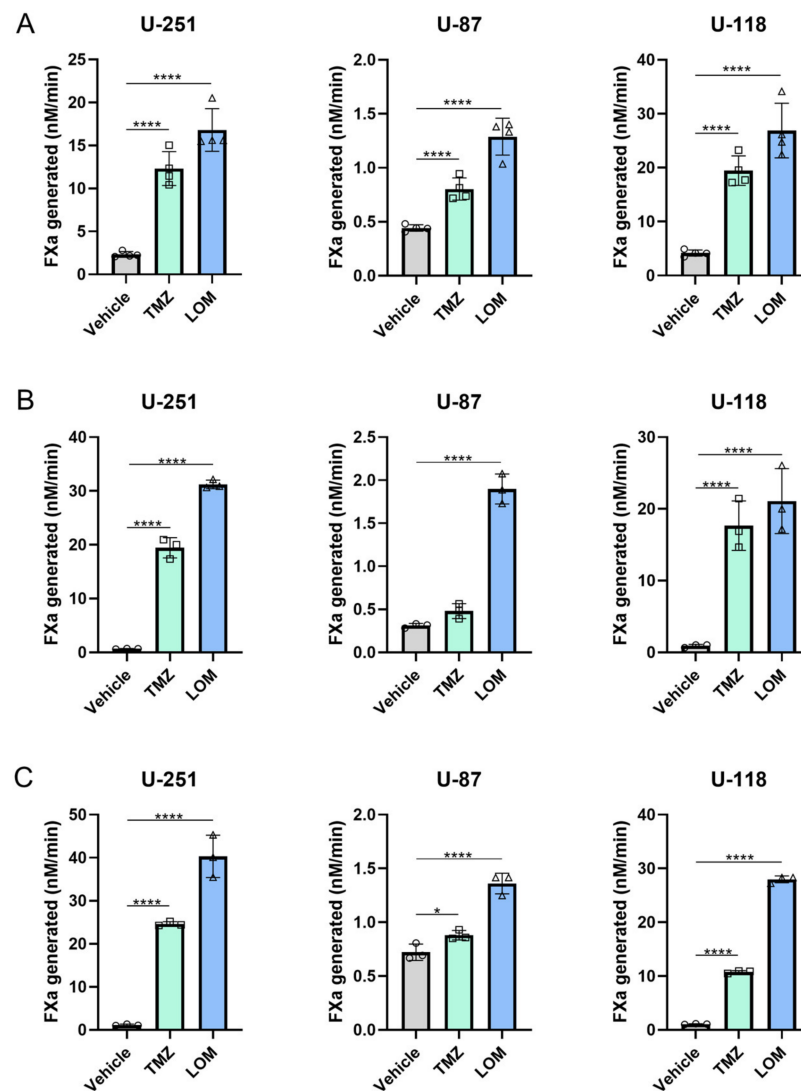 A
U-251
U-87
U-118
FXa generated (nM/min)
25
20
15
10
5
0
****
****
Vehicle
TMZ
LOM
FXa generated (nM/min)
2.0
1.5
1.0
0.5
0.0
****
****
Vehicle
TMZ
LOM
FXa generated (nM/min)
40
30
20
10
0
****
****
Vehicle
TMZ
LOM
B
U-251
U-87
U-118
FXa generated (nM/min)
40
30
20
10
0
****
****
Vehicle
TMZ
LOM
FXa generated (nM/min)
2.5
2.0
1.5
1.0
0.5
0.0
****
Vehicle
TMZ
LOM
FXa generated (nM/min)
30
20
10
0
****
****
Vehicle
TMZ
LOM
C
U-251
U-87
U-118
FXa generated (nM/min)
50
40
30
20
10
0
****
****
Vehicle
TMZ
LOM
FXa generated (nM/min)
2.0
1.5
1.0
0.5
0.0
****
*
Vehicle
TMZ
LOM
FXa generated (nM/min)
40
30
20
10
0
****
****
Vehicle
TMZ
LOM